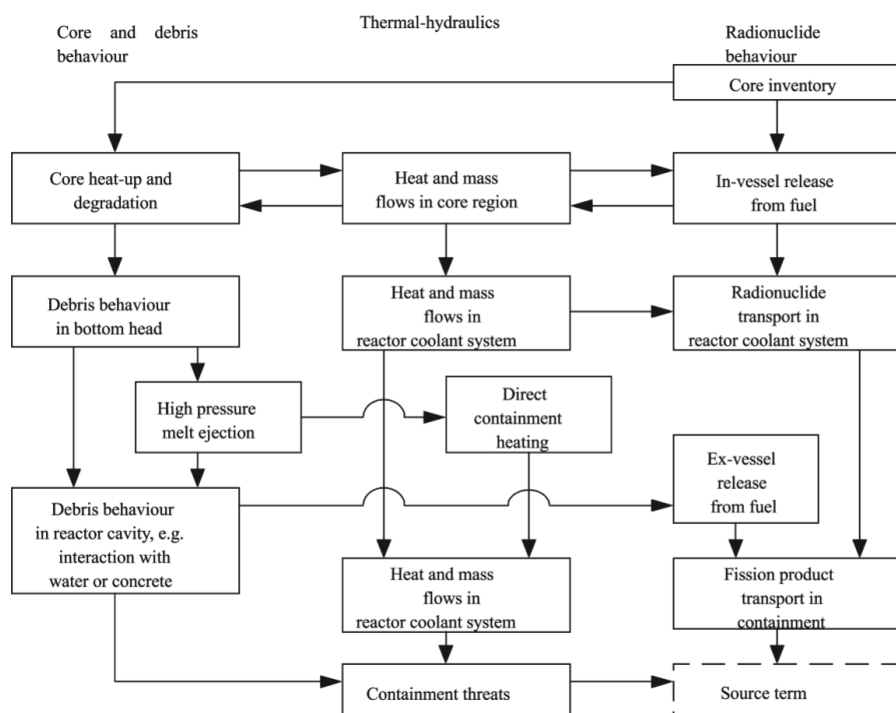 Core and debris
behaviour
Thermal-hydraulics
Radionuclide
behaviour
Core inventory
Core heat-up and
degradation
Heat and mass
flows in core region
In-vessel release
from fuel
Debris behaviour
in bottom head
Heat and mass
flows in
reactor coolant system
Radionuclide
transport in
reactor coolant system
High pressure
melt ejection
Direct
containment
heating
Ex-vessel
release
from fuel
Debris behaviour
in reactor cavity, e.g.
interaction with
water or concrete
Heat and mass
flows in
reactor coolant system
Fission product
transport in
containment
Containment threats
Source term